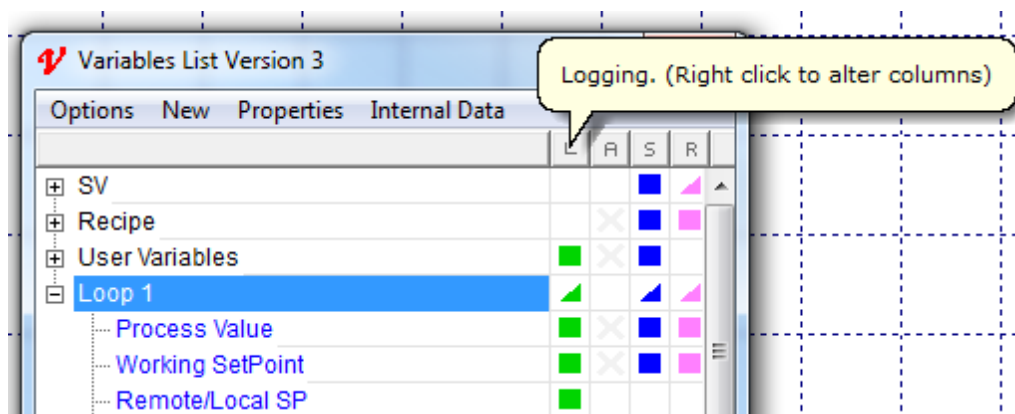 Variables List Version 3
Logging. (Right click to alter columns)
Options New Properties Internal Data
L A S R
SV
Recipe
User Variables
Loop 1
Process Value
Working SetPoint
Remote/Local SP